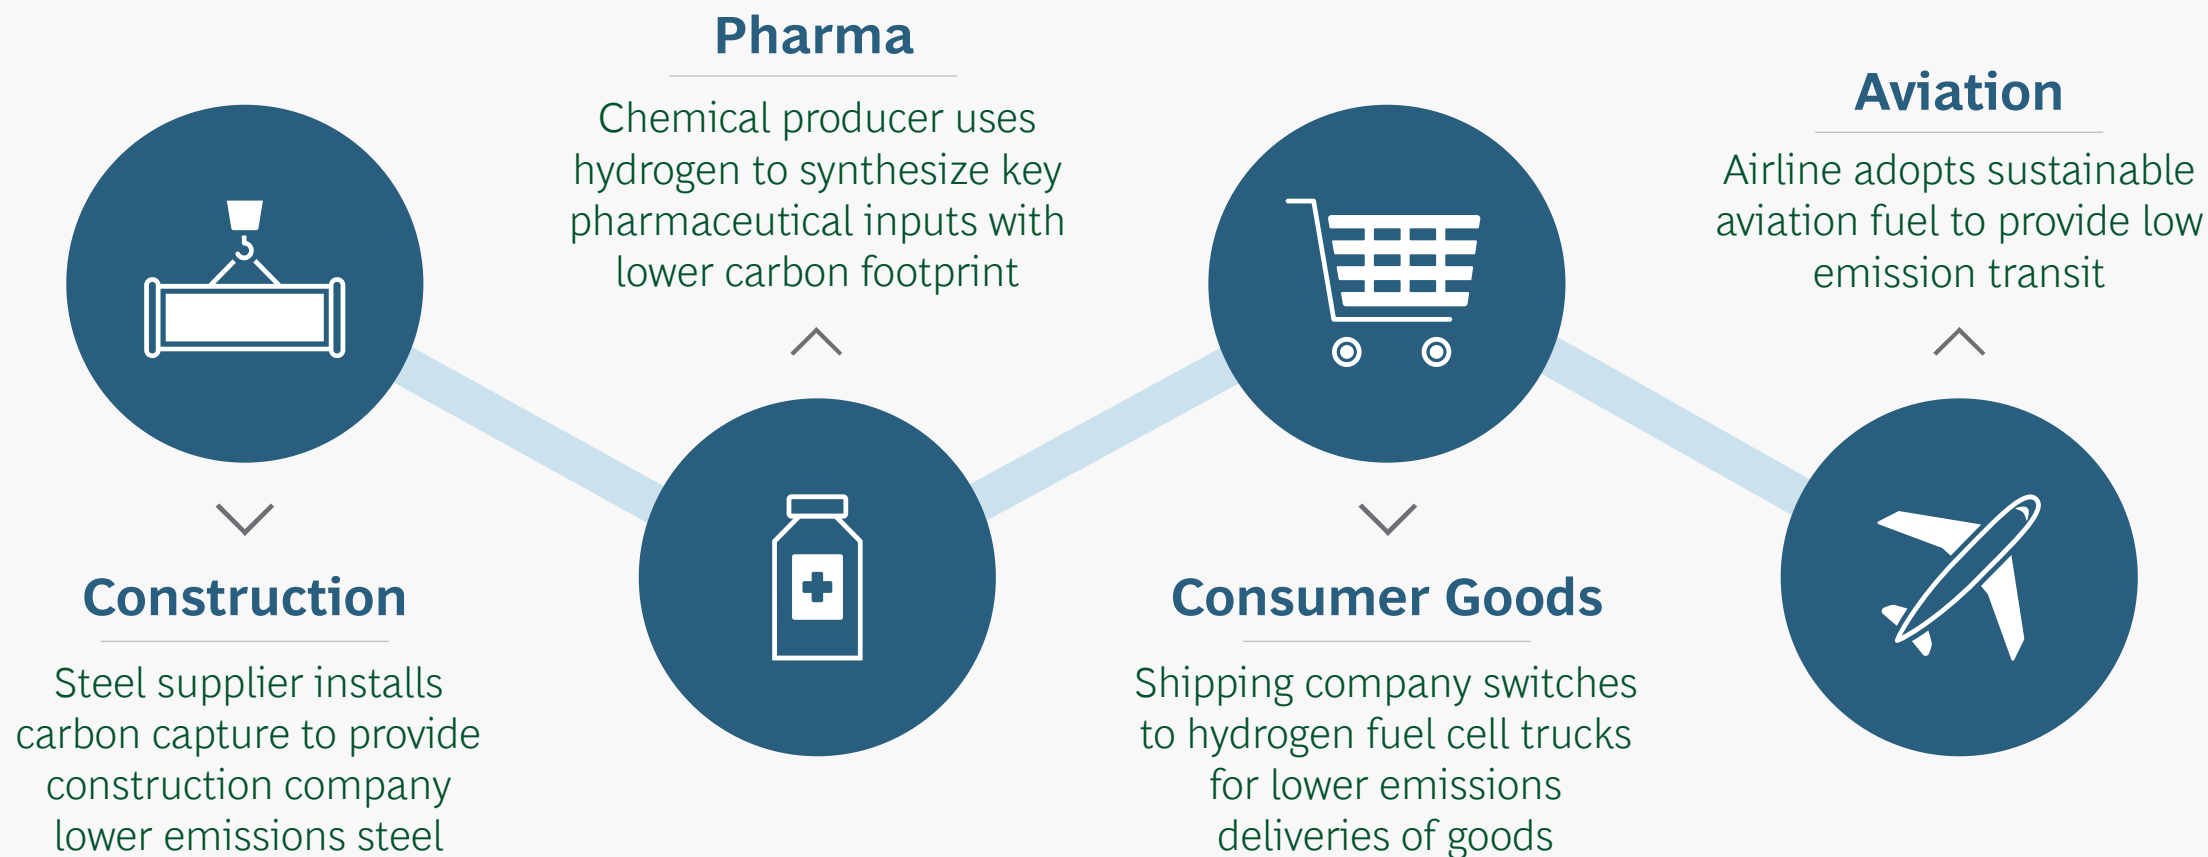 Construction
Steel supplier installs
carbon capture to provide
construction company
lower emissions steel
Pharma
Chemical producer uses
hydrogen to synthesize key
pharmaceutical inputs with
lower carbon footprint
Consumer Goods
Shipping company switches
to hydrogen fuel cell trucks
for lower emissions
deliveries of goods
Aviation
Airline adopts sustainable
aviation fuel to provide low
emission transit